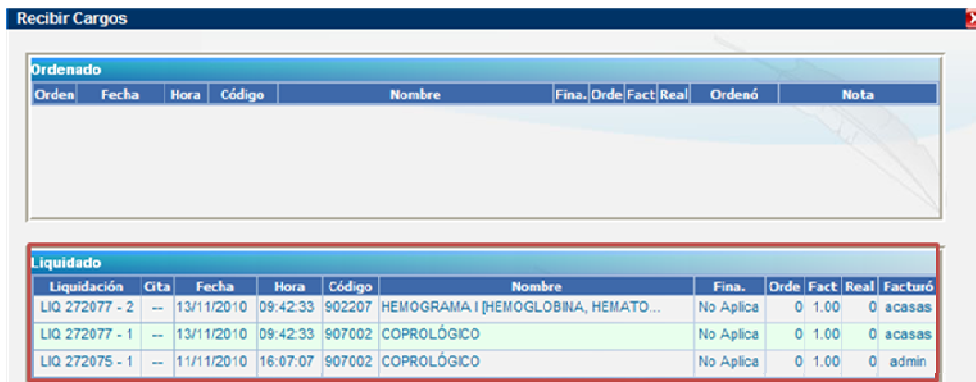 Recibir Cargos
Ordenado
Orden Fecha Hora Código Nombre Fina. Orde Fact Real Ordenó Nota
Liquidado
Liquidación Cita Fecha Hora Código Nombre Fina. Orde Fact Real Facturó
LIQ 272077 - 2 -- 13/11/2010 09:42:33 902207 HEMOGRAMA I [HEMOGLOBINA, HEMATO... No Aplica 0 1.00 0 acasas
LIQ 272077 - 1 -- 13/11/2010 09:42:33 907002 COPROLÓGICO No Aplica 0 1.00 0 acasas
LIQ 272075 - 1 -- 11/11/2010 16:07:07 907002 COPROLÓGICO No Aplica 0 1.00 0 admin